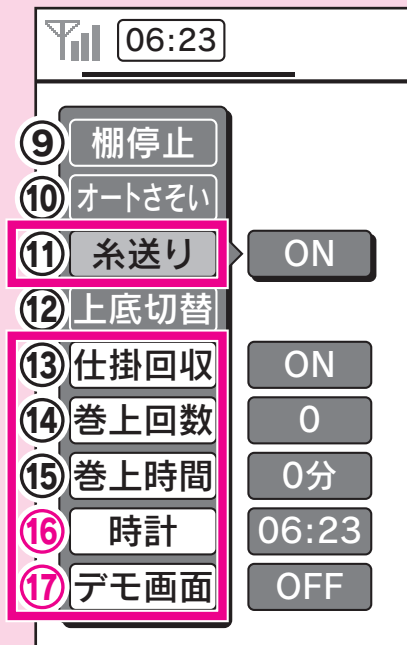 06:23
⑨ 棚停止
⑩ オートさそい
⑪ 糸送り ON
⑫ 上底切替
⑬ 仕掛回収 ON
⑭ 巻上回数 0
⑮ 巻上時間 0分
⑯ 時計 06:23
⑰ デモ画面 OFF